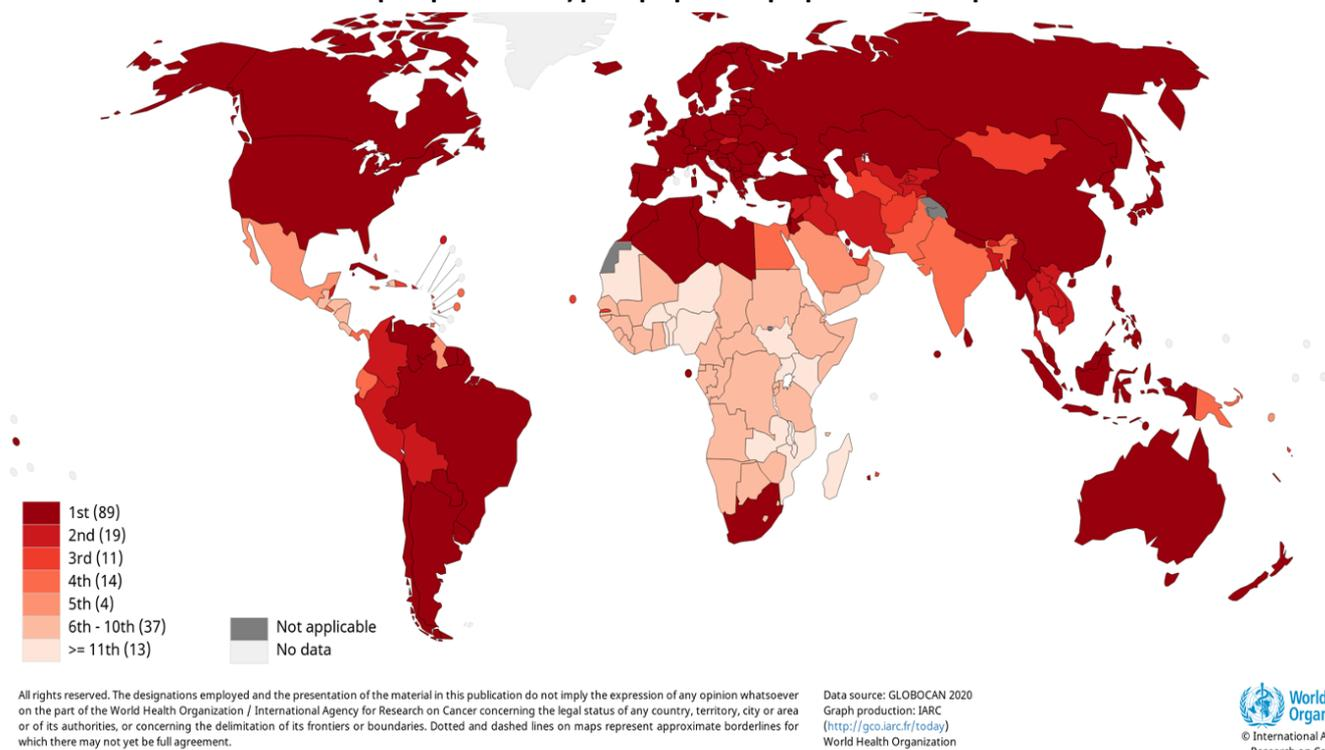 1st (89)
2nd (19)
3rd (11)
4th (14)
5th (4)
6th - 10th (37)
>= 11th (13)
Not applicable
No data
All rights reserved. The designations employed and the presentation of the material in this publication do not imply the expression of any opinion whatsoever
on the part of the World Health Organization / International Agency for Research on Cancer concerning the legal status of any country, territory, city or area
or of its authorities, or concerning the delimitation of its frontiers or boundaries. Dotted and dashed lines on maps represent approximate borderlines for
which there may not yet be full agreement.
Data source: GLOBOCAN 2020
Graph production: IARC
(http://gco.iarc.fr/today)
World Health Organization
World
Organ
© International A